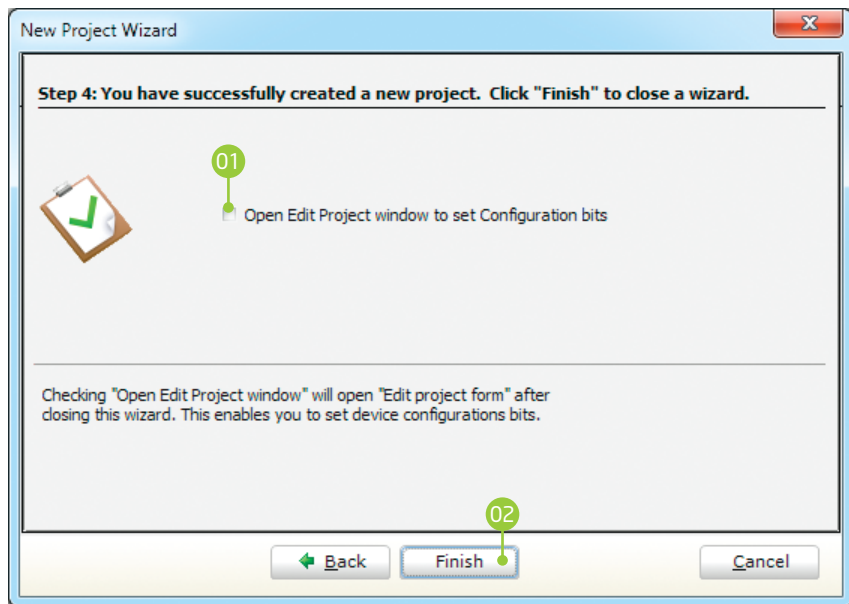 New Project Wizard
Step 4: You have successfully created a new project. Click "Finish" to close a wizard.
01
Open Edit Project window to set Configuration bits
Checking "Open Edit Project window" will open "Edit project form" after
closing this wizard. This enables you to set device configurations bits.
02
Back
Finish
Cancel